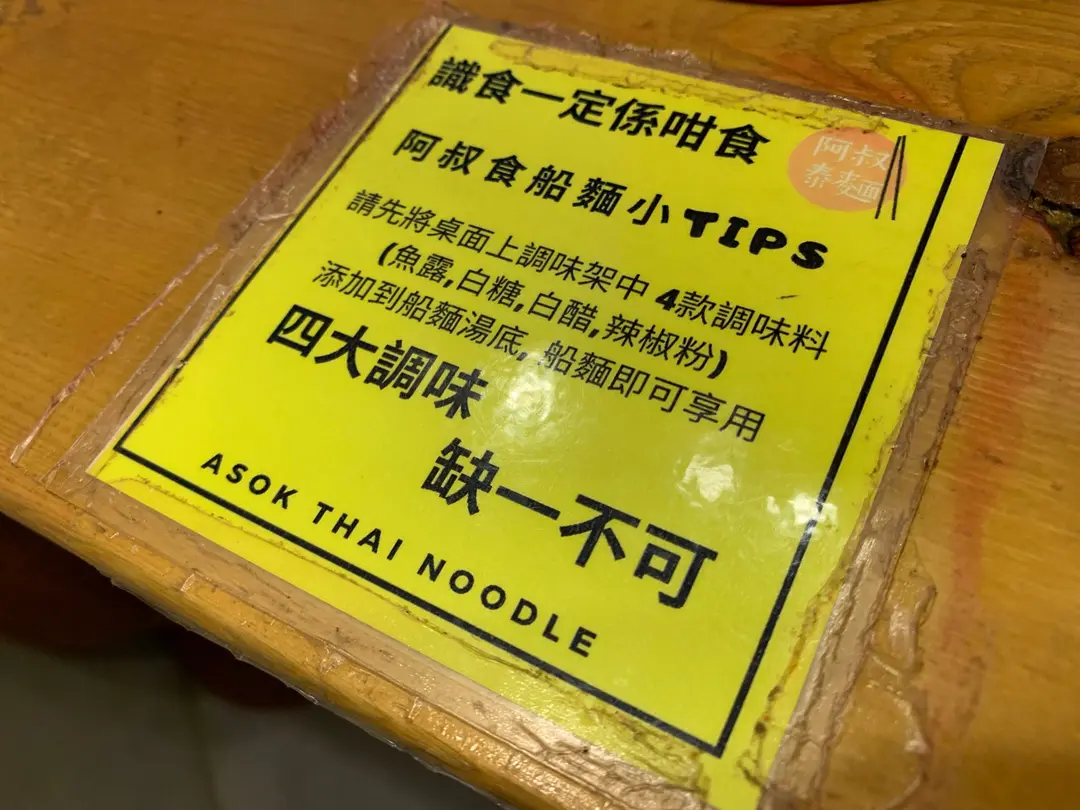 識食一定係咁食
阿叔
泰麥面
阿叔食船麵小TIPS
請先將桌面上調味架中 4款調味料
(魚露,白糖,白醋,辣椒粉)
添加到船麵湯底, 船麵即可享用
四大調味
缺一不可
ASOK THAI NOODLE